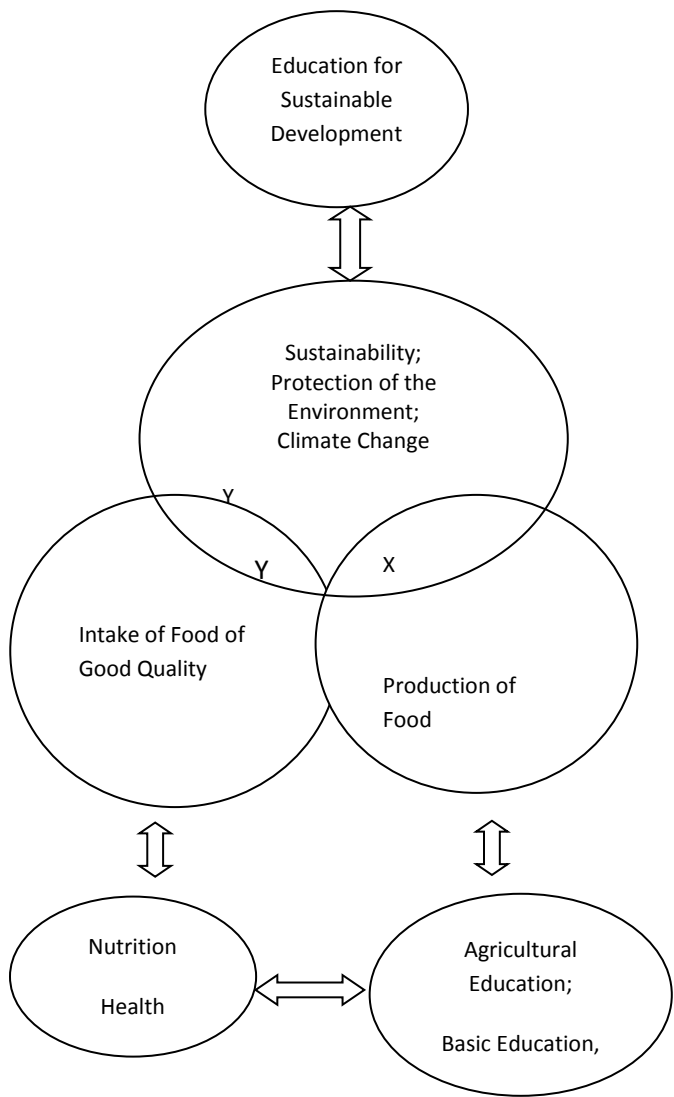 Education for
Sustainable
Development
Sustainability;
Protection of the
Environment;
Climate Change
Y
Y
X
Intake of Food of
Good Quality
Production of
Food
Nutrition
Health
Agricultural
Education;
Basic Education,